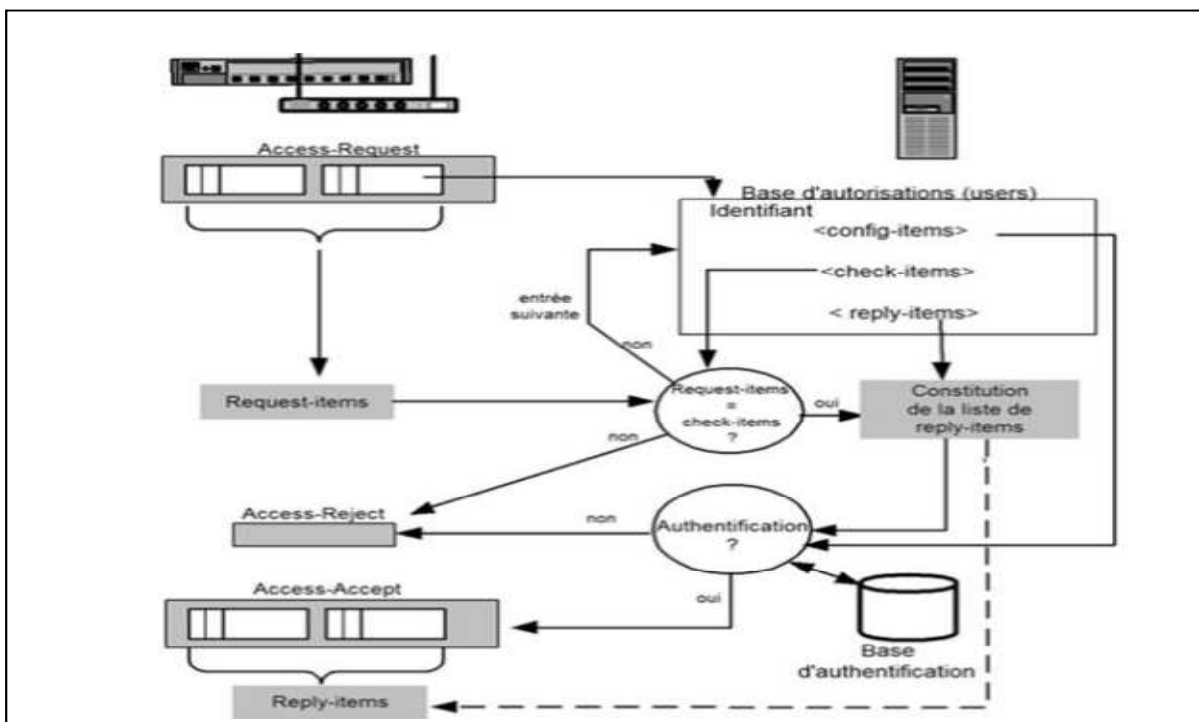 Access-Request
Base d'autorisations (users)
Identifiant
<config-items>
<check-items>
< reply-items>
entrée
suivante
non
Request-items
Request-items
=
check-items
?
oui
Constitution
de la liste de
reply-items
non
Access-Reject
non
Authentification
?
Access-Accept
oui
Base
d'authentification
Reply-items